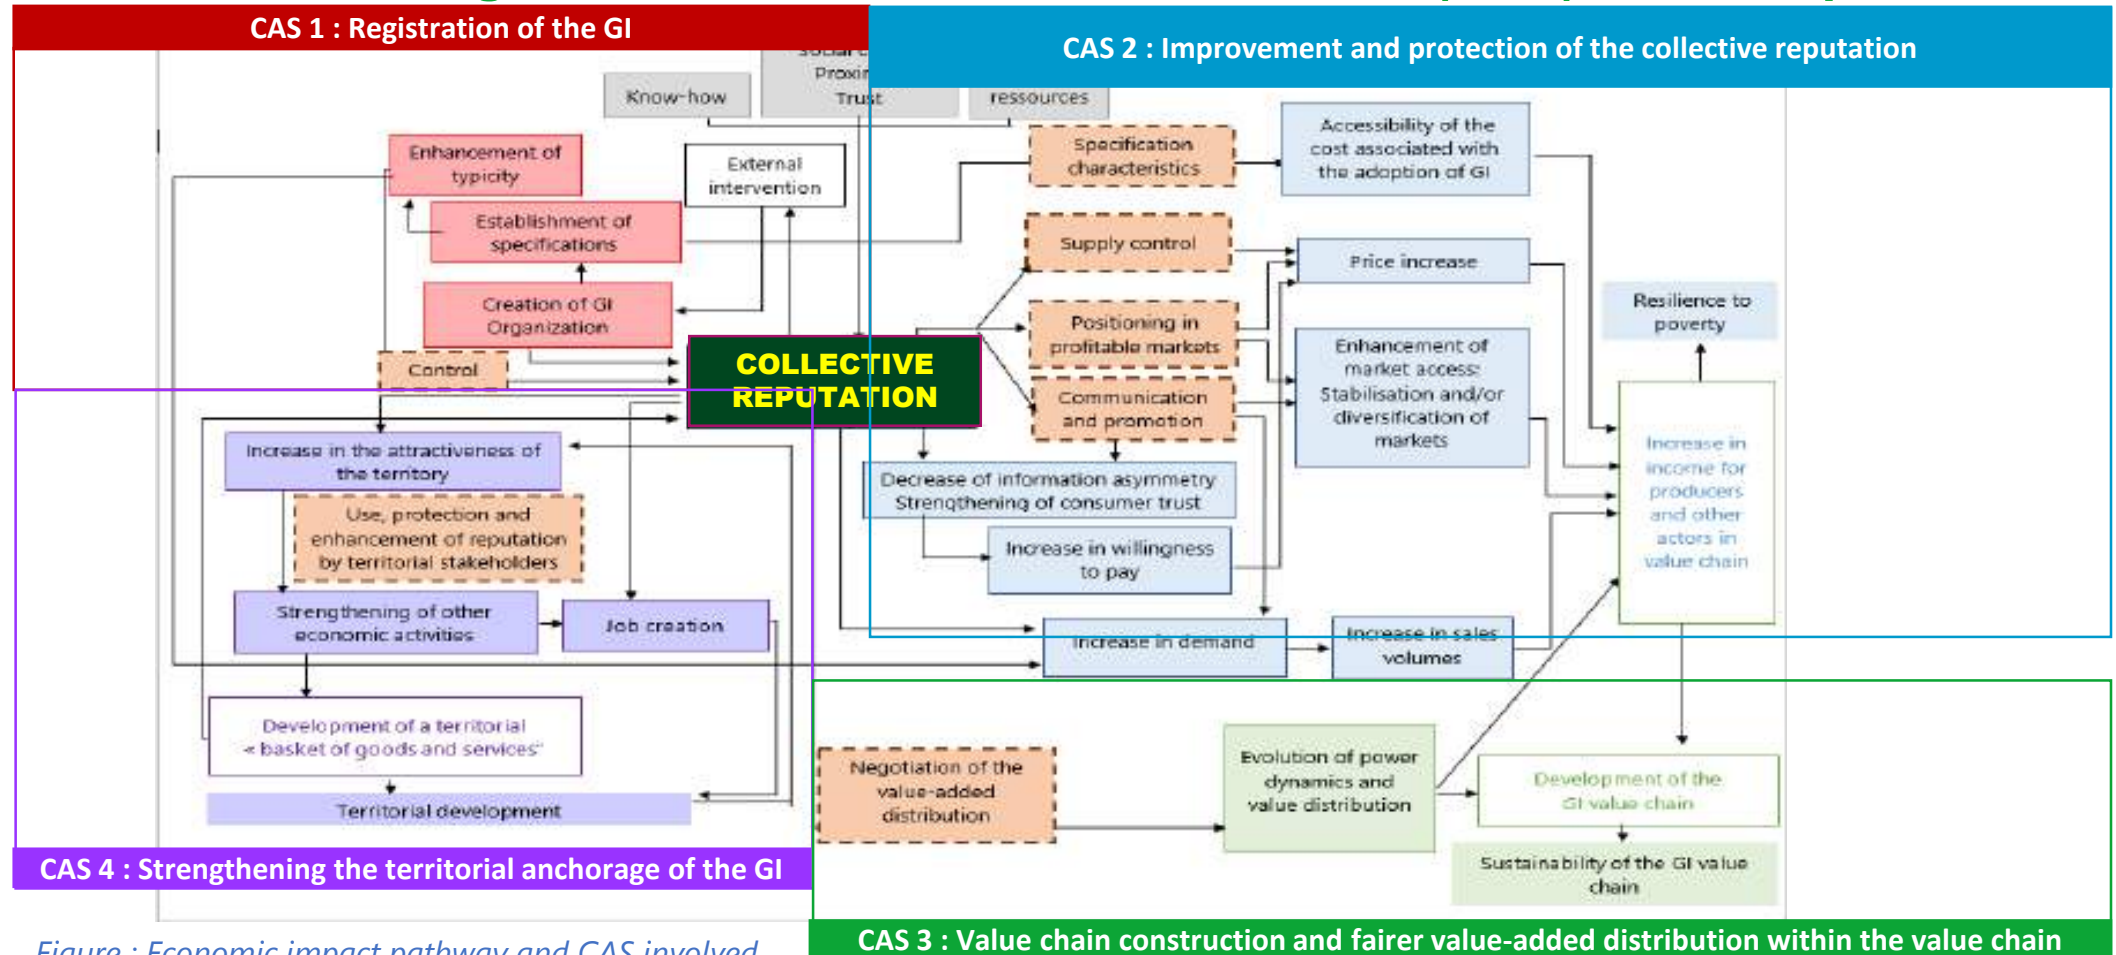 CAS 1 : Registration of the GI
CAS 2 : Improvement and protection of the collective reputation
Know-how
Trust
ressources
Enhancement of
typicity
External
intervention
Establishment of
specifications
Creation of GI
Organization
Control
COLLECTIVE
REPUTATION
Specification
characteristics
Accessibility of the
cost associated with
the adoption of GI
Supply control
Price increase
Positioning in
profitable markets
Enhancement of
market access:
Stabilisation and/or
diversification of
markets
Communication
and promotion
Resilience to
poverty
Increase in
income for
producers
and other
actors in
value chain
Decrease of information asymmetry
Strengthening of consumer trust
Increase in willingness
to pay
Increase in demand
Increase in sales
volumes
Increase in the attractiveness of
the territory
Use, protection and
enhancement of reputation
by territorial stakeholders
Strengthening of other
economic activities
Job creation
Development of a territorial
« basket of goods and services"
Territorial development
Negotiation of the
value-added
distribution
Evolution of power
dynamics and
value distribution
Development of the
GI value chain
Sustainability of the GI value
chain
CAS 4 : Strengthening the territorial anchorage of the GI
CAS 3 : Value chain construction and fairer value-added distribution within the value chain
Figure : Economic impact pathway and CAS involved